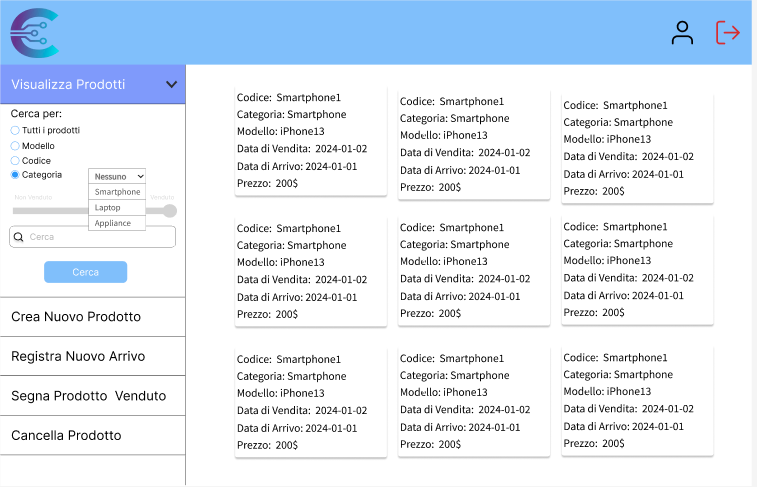 Visualizza Prodotti
Cerca per:
Tutti i prodotti
Modello
Codice
Categoria
Nessuno
Smartphone
Laptop
Appliance
Non Venduto
Venduto
Cerca
Cerca
Crea Nuovo Prodotto
Registra Nuovo Arrivo
Segna Prodotto Venduto
Cancella Prodotto
Codice: Smartphone1
Categoria: Smartphone
Modello: iPhone13
Data di Vendita: 2024-01-02
Data di Arrivo: 2024-01-01
Prezzo: 200$
Codice: Smartphone1
Categoria: Smartphone
Modello: iPhone13
Data di Vendita: 2024-01-02
Data di Arrivo: 2024-01-01
Prezzo: 200$
Codice: Smartphone1
Categoria: Smartphone
Modello: iPhone13
Data di Vendita: 2024-01-02
Data di Arrivo: 2024-01-01
Prezzo: 200$
Codice: Smartphone1
Categoria: Smartphone
Modello: iPhone13
Data di Vendita: 2024-01-02
Data di Arrivo: 2024-01-01
Prezzo: 200$
Codice: Smartphone1
Categoria: Smartphone
Modello: iPhone13
Data di Vendita: 2024-01-02
Data di Arrivo: 2024-01-01
Prezzo: 200$
Codice: Smartphone1
Categoria: Smartphone
Modello: iPhone13
Data di Vendita: 2024-01-02
Data di Arrivo: 2024-01-01
Prezzo: 200$
Codice: Smartphone1
Categoria: Smartphone
Modello: iPhone13
Data di Vendita: 2024-01-02
Data di Arrivo: 2024-01-01
Prezzo: 200$
Codice: Smartphone1
Categoria: Smartphone
Modello: iPhone13
Data di Vendita: 2024-01-02
Data di Arrivo: 2024-01-01
Prezzo: 200$
Codice: Smartphone1
Categoria: Smartphone
Modello: iPhone13
Data di Vendita: 2024-01-02
Data di Arrivo: 2024-01-01
Prezzo: 200$